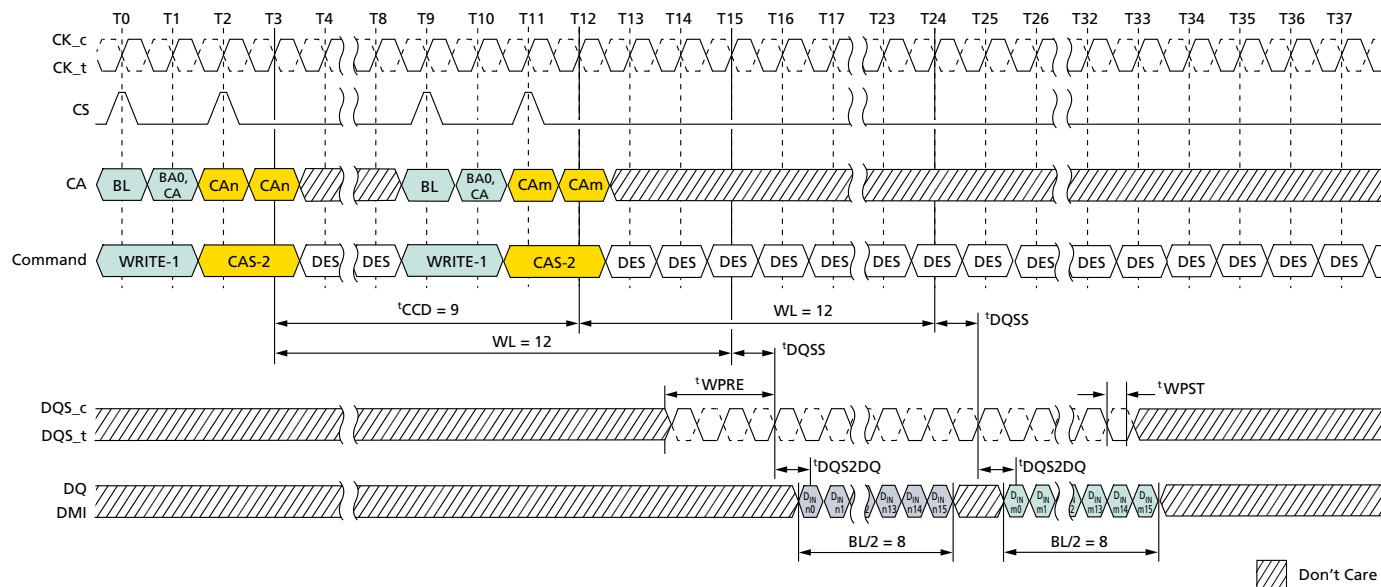 T0 T1 T2 T3 T4 T8 T9 T10 T11 T12 T13 T14 T15 T16 T17 T23 T24 T25 T26 T32 T33 T34 T35 T36 T37
CK_c
CK_t
CS
CA BL BA0, CA CAn CAn BL BA0, CA CAm CAm
Command WRITE-1 CAS-2 DES DES WRITE-1 CAS-2 DES DES DES DES DES DES DES DES DES DES DES DES DES DES DES
tCCD = 9 WL = 12 tDQSS
WL = 12 tDQSS
tWPRE tWPST
DQS_c
DQS_t
tDQS2DQ tDQS2DQ
DQ
DMI
DIN n0 DIN n1 DIN n13 DIN n14 DIN n15 DIN m0 DIN m1 DIN m13 DIN m14 DIN m15
BL/2 = 8 BL/2 = 8
Don't Care